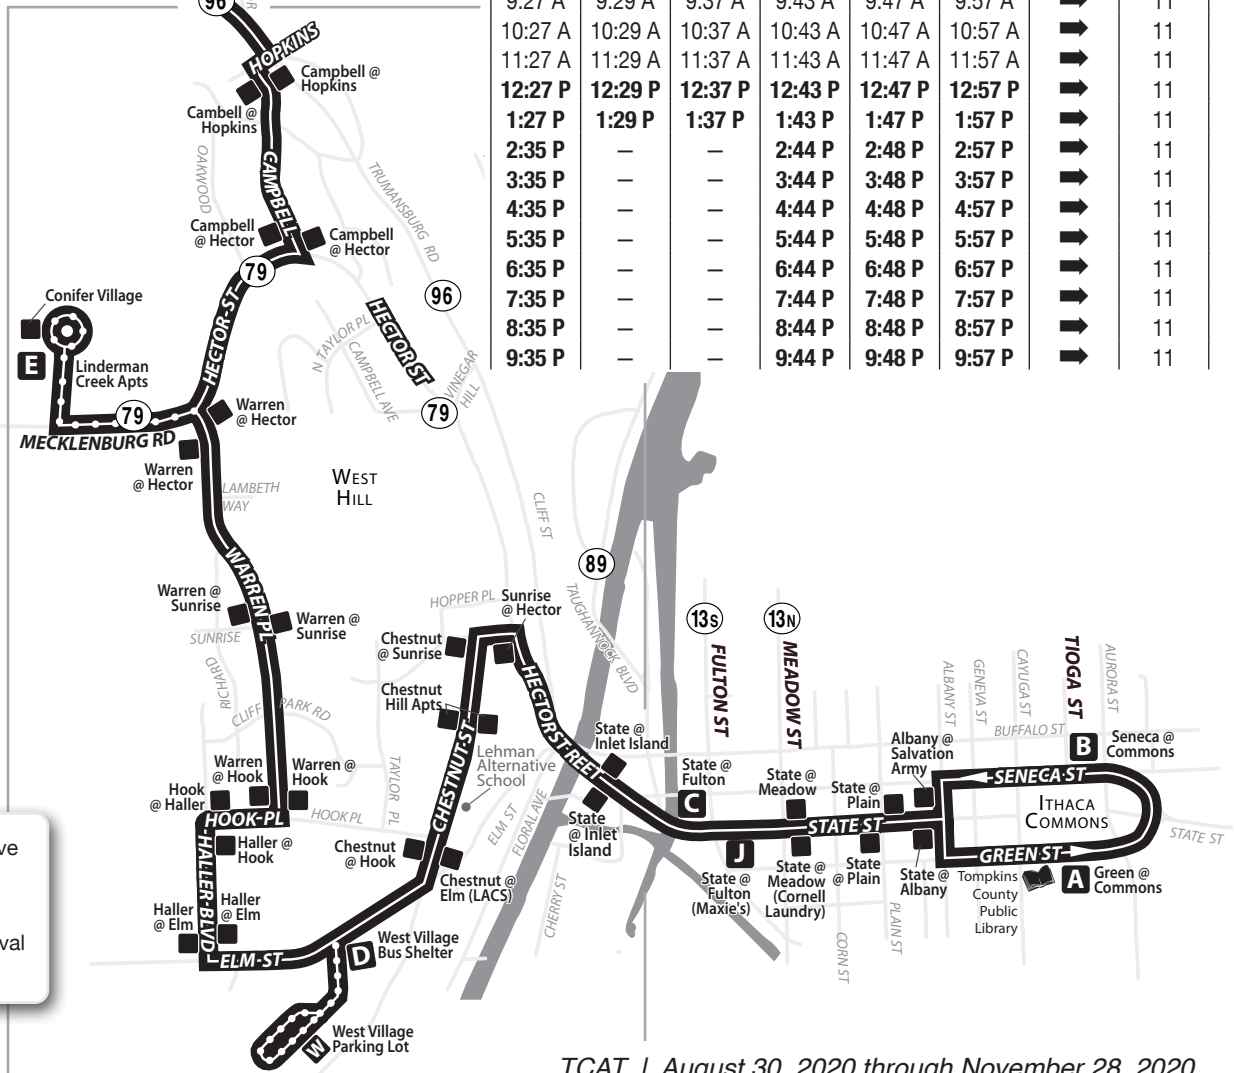 96
9:27 A 9:29 A 9:37 A 9:43 A 9:47 A 9:57 A ➡ 11
10:27 A 10:29 A 10:37 A 10:43 A 10:47 A 10:57 A ➡ 11
11:27 A 11:29 A 11:37 A 11:43 A 11:47 A 11:57 A ➡ 11
12:27 P 12:29 P 12:37 P 12:43 P 12:47 P 12:57 P ➡ 11
1:27 P 1:29 P 1:37 P 1:43 P 1:47 P 1:57 P ➡ 11
2:35 P – – 2:44 P 2:48 P 2:57 P ➡ 11
3:35 P – – 3:44 P 3:48 P 3:57 P ➡ 11
4:35 P – – 4:44 P 4:48 P 4:57 P ➡ 11
5:35 P – – 5:44 P 5:48 P 5:57 P ➡ 11
6:35 P – – 6:44 P 6:48 P 6:57 P ➡ 11
7:35 P – – 7:44 P 7:48 P 7:57 P ➡ 11
8:35 P – – 8:44 P 8:48 P 8:57 P ➡ 11
9:35 P – – 9:44 P 9:48 P 9:57 P ➡ 11
HOPKINS
Campbell @
Hopkins
Cambell @
Hopkins
OAKWOOD
CAMPBELL
TRUMANSBURG RD
Campbell
@ Hector
Campbell
@ Hector
79
96
Conifer Village
E
Linderman
Creek Apts
HECTOR-ST
N TAYLOR PL
CAMPBELL AVE
HECTOR ST
VINEGAR
HILL
79
79
MECKLENBURG RD
Warren
@ Hector
Warren
@ Hector
LAMBETH
WAY
WEST
HILL
CLIFF ST
89
TAUGHANNOCK BLVD
WARREN PL
Warren @
Sunrise
Warren @
Sunrise
SUNRISE
RICHARD
CLIFF PARK RD
HOPPER PL
Sunrise
@ Hector
Chestnut
@ Sunrise
Chestnut
Hill Apts
HECTOR STREET
CHESTNUT-ST
Lehman
Alternative
School
TAYLOR PL
Warren
@ Hook
Warren @
Hook
Hook
@ Haller
HOOK-PL
HOOK PL
Haller @
Hook
HALLER-BLVD
Haller
@ Elm
Haller
@ Elm
ELM-ST
Chestnut
@ Hook
Chestnut @
Elm (LACS)
ELM ST
FLORAL AVE
CHERRY ST
D
West Village
Bus Shelter
W
West Village
Parking Lot
State @
Inlet Island
State
@ Inlet
Island
13S
FULTON ST
13N
MEADOW ST
State @
Fulton
C
J
State @
Fulton
(Maxie's)
State @
Meadow
State @
Meadow
(Cornell
Laundry)
State @
Plain
State
@ Plain
STATE ST
CORN ST
PLAIN ST
Albany @
Salvation
Army
State @
Albany
ALBANY ST
GENEVA ST
CAYUGA ST
TIOGA ST
AURORA ST
BUFFALO ST
B
Seneca @
Commons
SENECA-ST
ITHACA
COMMONS
STATE ST
GREEN ST
A
Green @
Commons
Tompkins
County
Public
Library
TCAT | August 30, 2020 through November 28, 2020